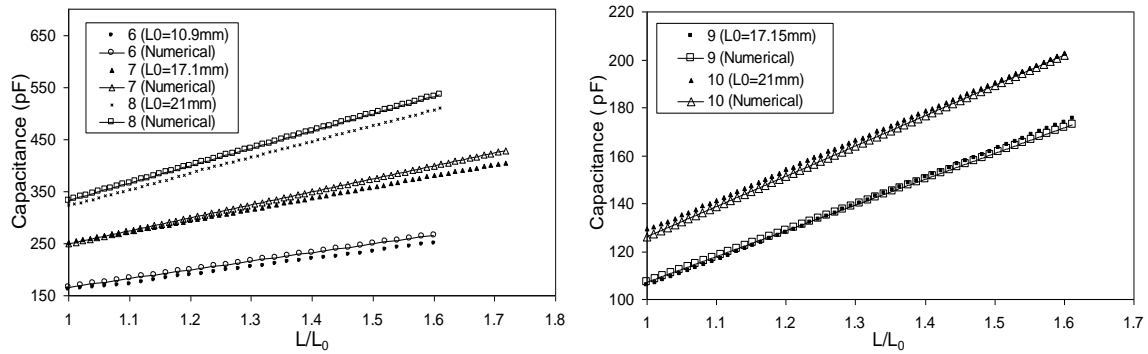 650
550
450
350
250
150
Capacitance (pF)
6 (L0=10.9mm)
6 (Numerical)
7 (L0=17.1mm)
7 (Numerical)
8 (L0=21mm)
8 (Numerical)
1 1.1 1.2 1.3 1.4 1.5 1.6 1.7 1.8
L/L0
220
200
180
160
140
120
100
Capacitance ( pF)
9 (L0=17.15mm)
9 (Numerical)
10 (L0=21mm)
10 (Numerical)
1 1.1 1.2 1.3 1.4 1.5 1.6 1.7
L/L0